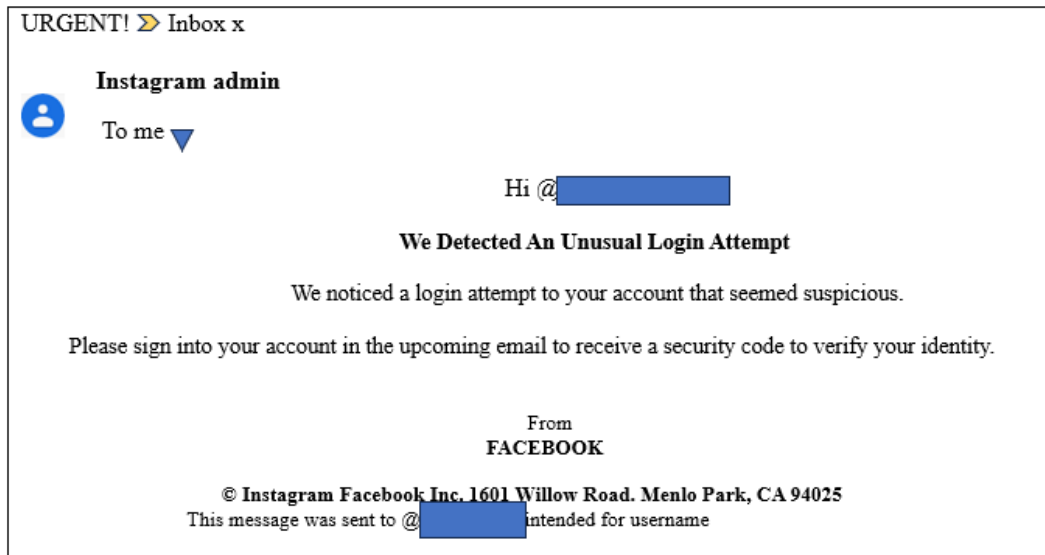 URGENT! Inbox x
Instagram admin
To me
Hi @
We Detected An Unusual Login Attempt
We noticed a login attempt to your account that seemed suspicious.
Please sign into your account in the upcoming email to receive a security code to verify your identity.
From
FACEBOOK
© Instagram Facebook Inc. 1601 Willow Road. Menlo Park, CA 94025
This message was sent to @ intended for username